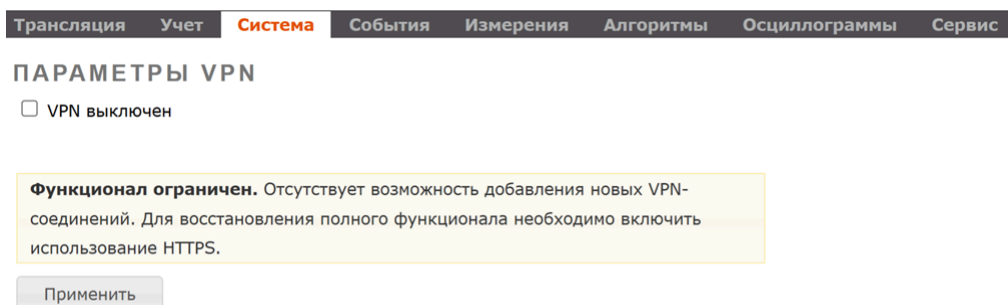 Трансляция Учет Система События Измерения Алгоритмы Осциллограммы Сервис
ПАРАМЕТРЫ VPN
VPN выключен
Функционал ограничен. Отсутствует возможность добавления новых VPN-
соединений. Для восстановления полного функционала необходимо включить
использование HTTPS.
Применить